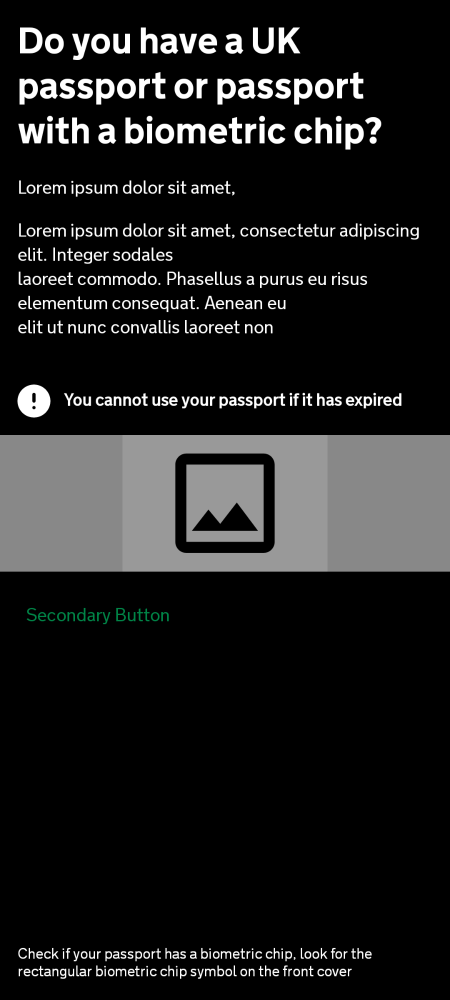 Do you have a UK
passport or passport
with a biometric chip?
Lorem ipsum dolor sit amet,
Lorem ipsum dolor sit amet, consectetur adipiscing
elit. Integer sodales
laoreet commodo. Phasellus a purus eu risus
elementum consequat. Aenean eu
elit ut nunc convallis laoreet non
You cannot use your passport if it has expired
Secondary Button
Check if your passport has a biometric chip, look for the
rectangular biometric chip symbol on the front cover